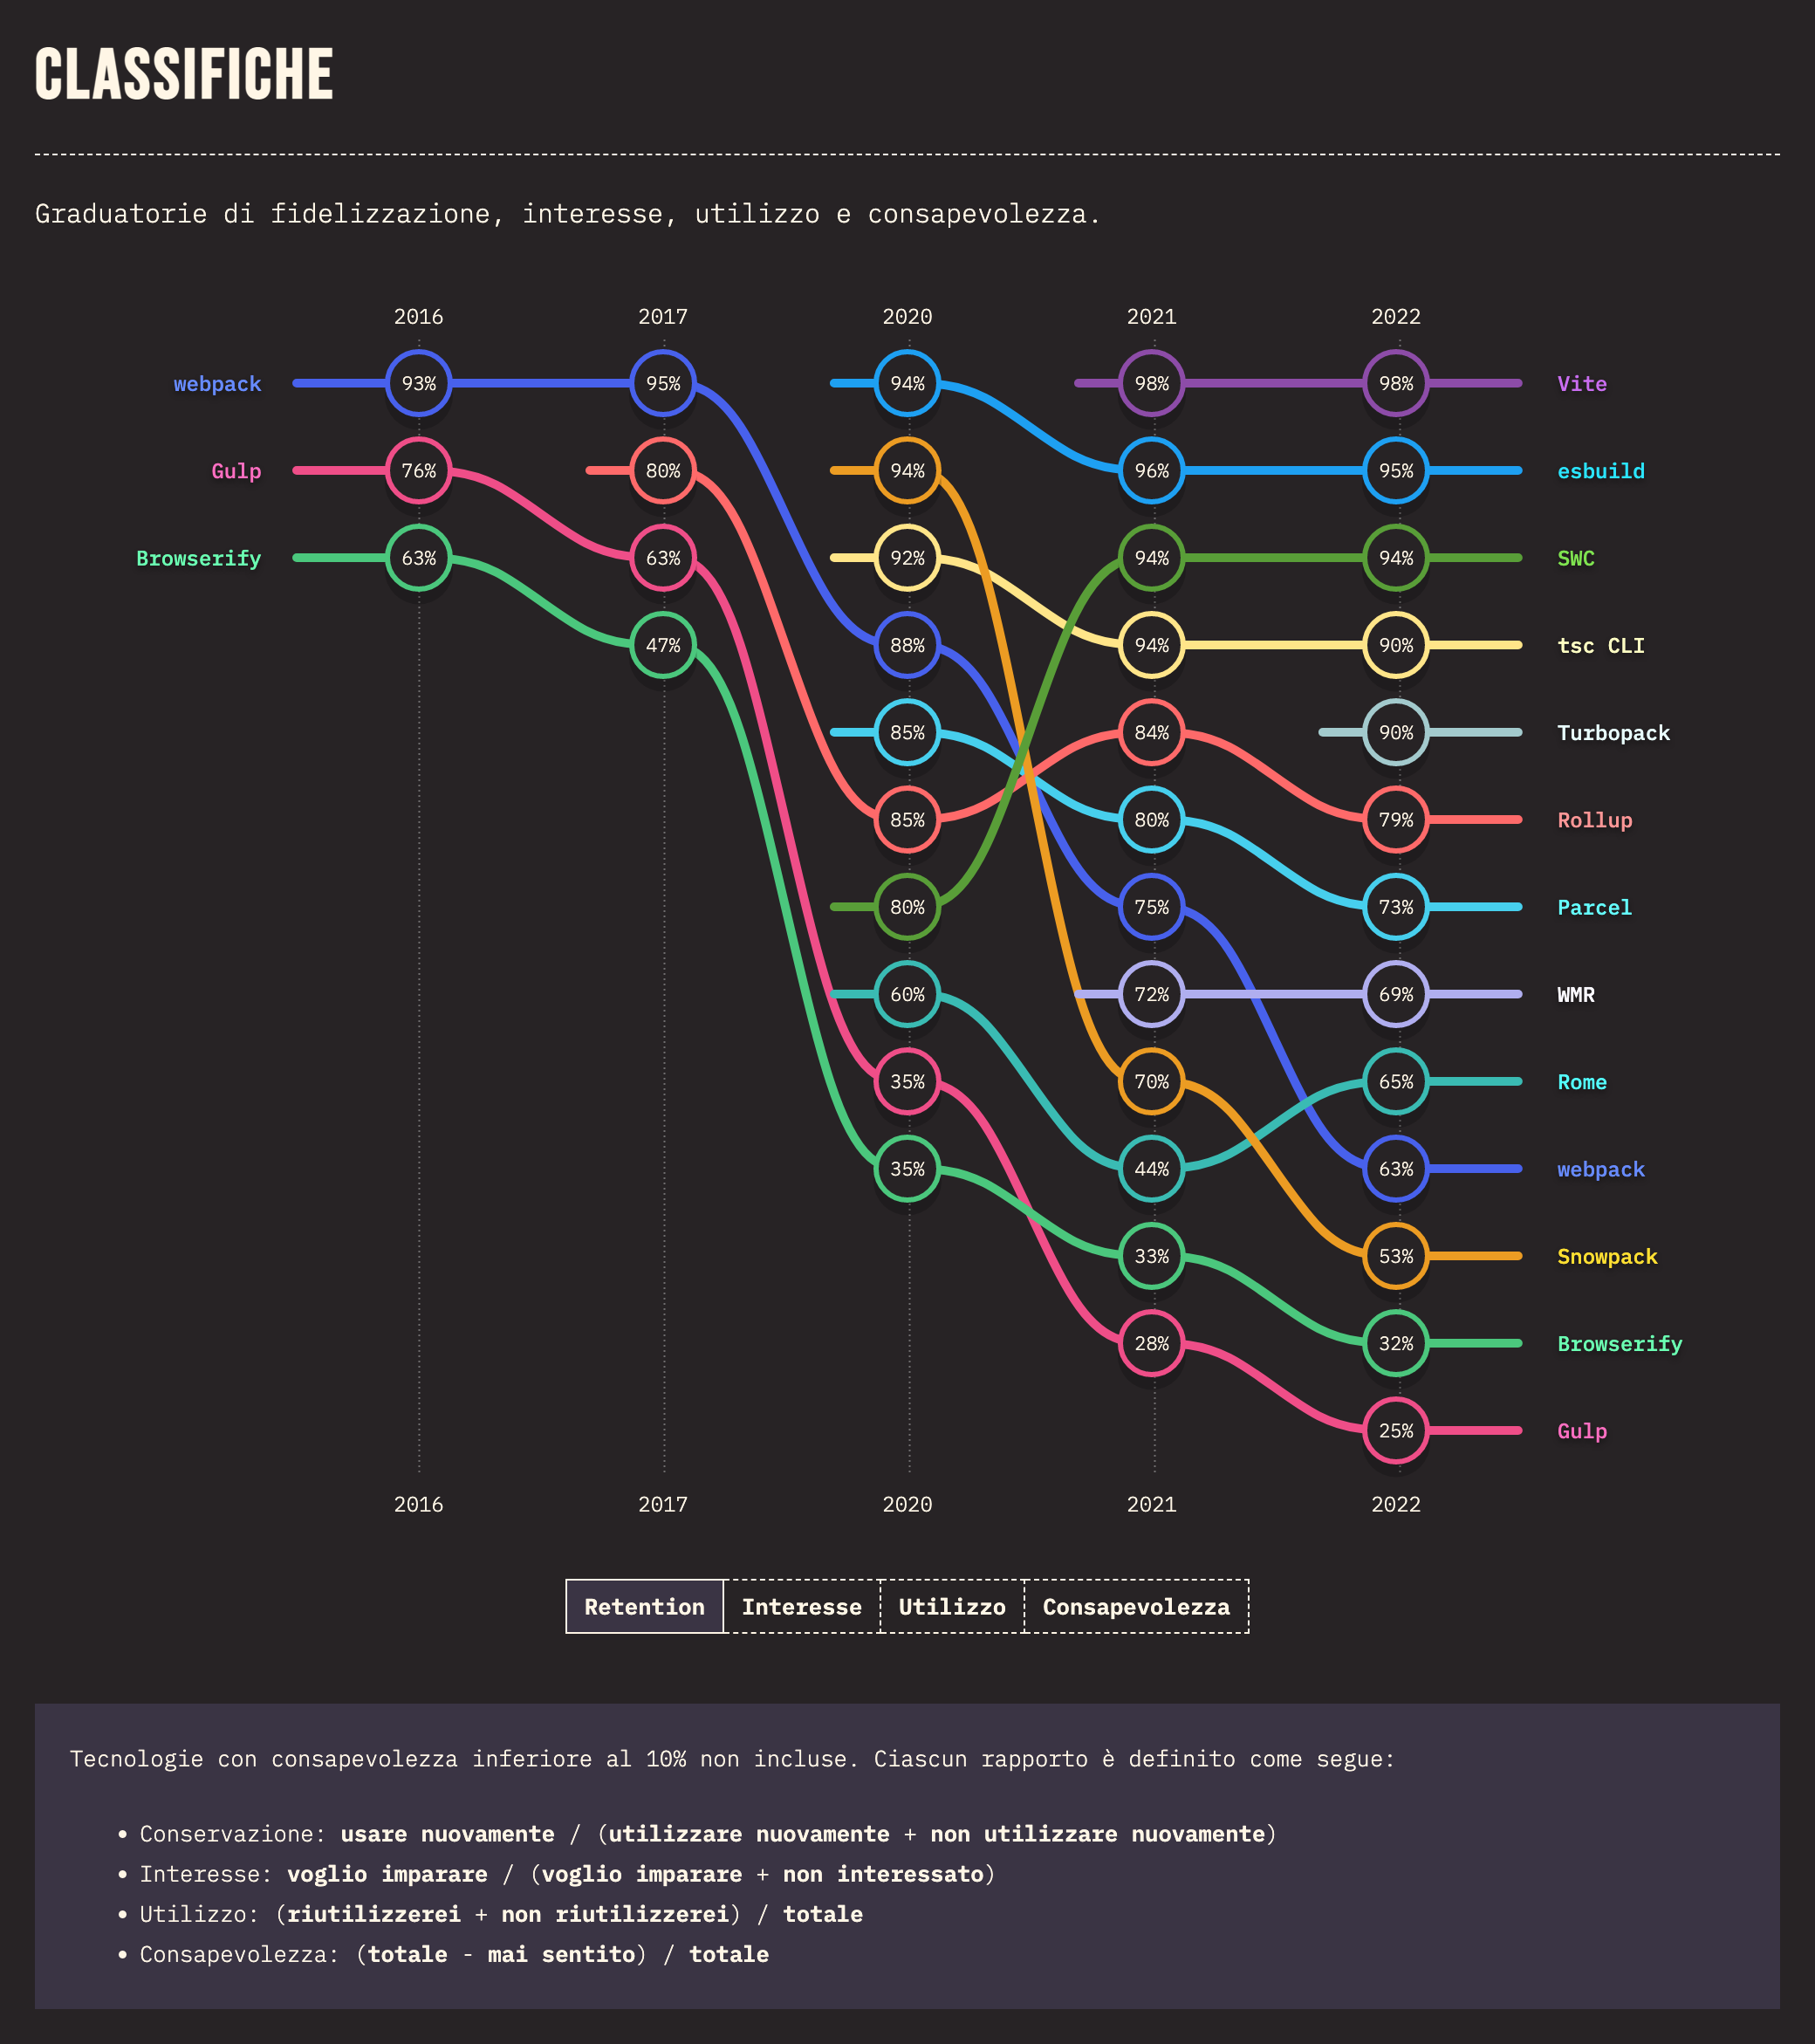 CLASSIFICHE
Graduatorie di fidelizzazione, interesse, utilizzo e consapevolezza.
2016 2017 2020 2021 2022
webpack 93% 95% 94% 98% 98% Vite
Gulp 76% 80% 94% 96% 95% esbuild
Browserify 63% 63% 92% 94% 94% SWC
47% 88% 94% 90% tsc CLI
85% 84% 90% Turbopack
85% 80% 79% Rollup
80% 75% 73% Parcel
60% 72% 69% WMR
35% 70% 65% Rome
35% 44% 63% webpack
33% 53% Snowpack
28% 32% Browserify
25% Gulp
2016 2017 2020 2021 2022
Retention Interesse Utilizzo Consapevolezza
Tecnologie con consapevolezza inferiore al 10% non incluse. Ciascun rapporto è definito come segue:
• Conservazione: usare nuovamente / (utilizzare nuovamente + non utilizzare nuovamente)
• Interesse: voglio imparare / (voglio imparare + non interessato)
• Utilizzo: (riutilizzerei + non riutilizzerei) / totale
• Consapevolezza: (totale - mai sentito) / totale